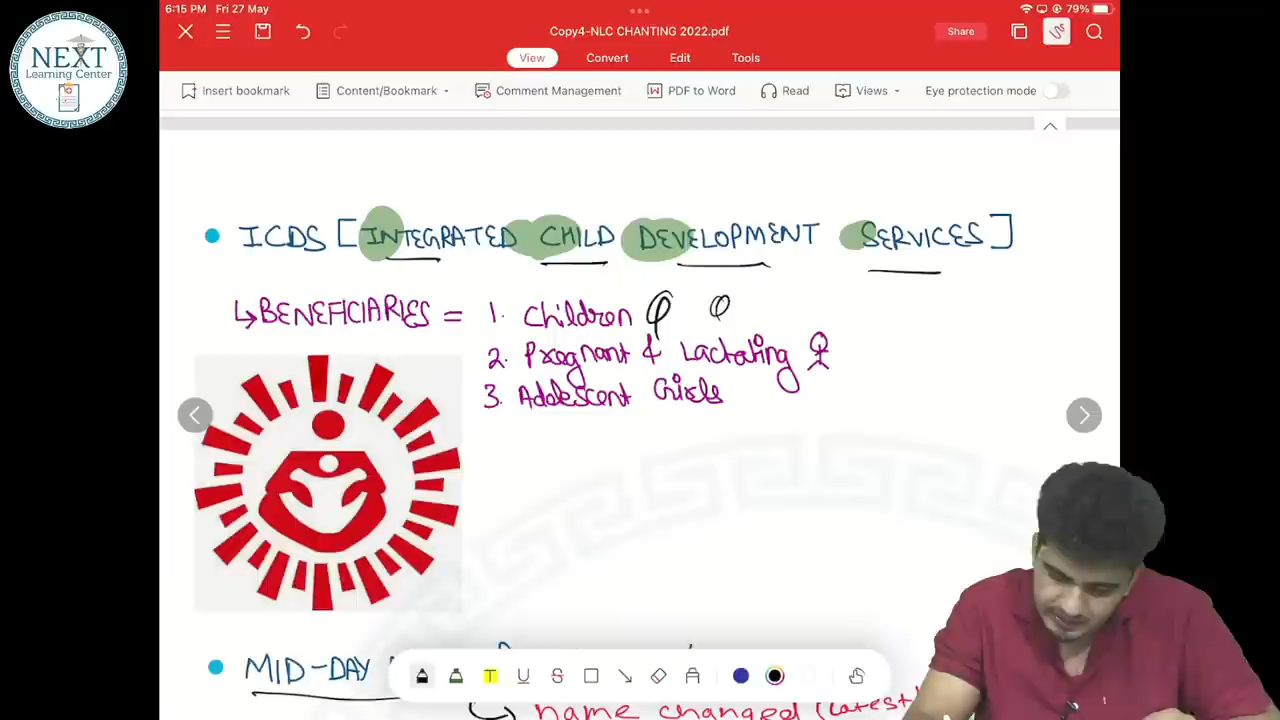 6:15 PM Fri 27 May
79%
Copy4-NLC CHANTING 2022.pdf
Share
View Convert Edit Tools
Insert bookmark Content/Bookmark Comment Management PDF to Word Read Views Eye protection mode
NEXT
Learning Center
ICDS [INTEGRATED CHILD DEVELOPMENT SERVICES]
↳BENEFICIARIES = 1. Children
2. Pregnant & Lactating
3. Adolescent Girls
MID-DAY
T U S
name changed (Latest)